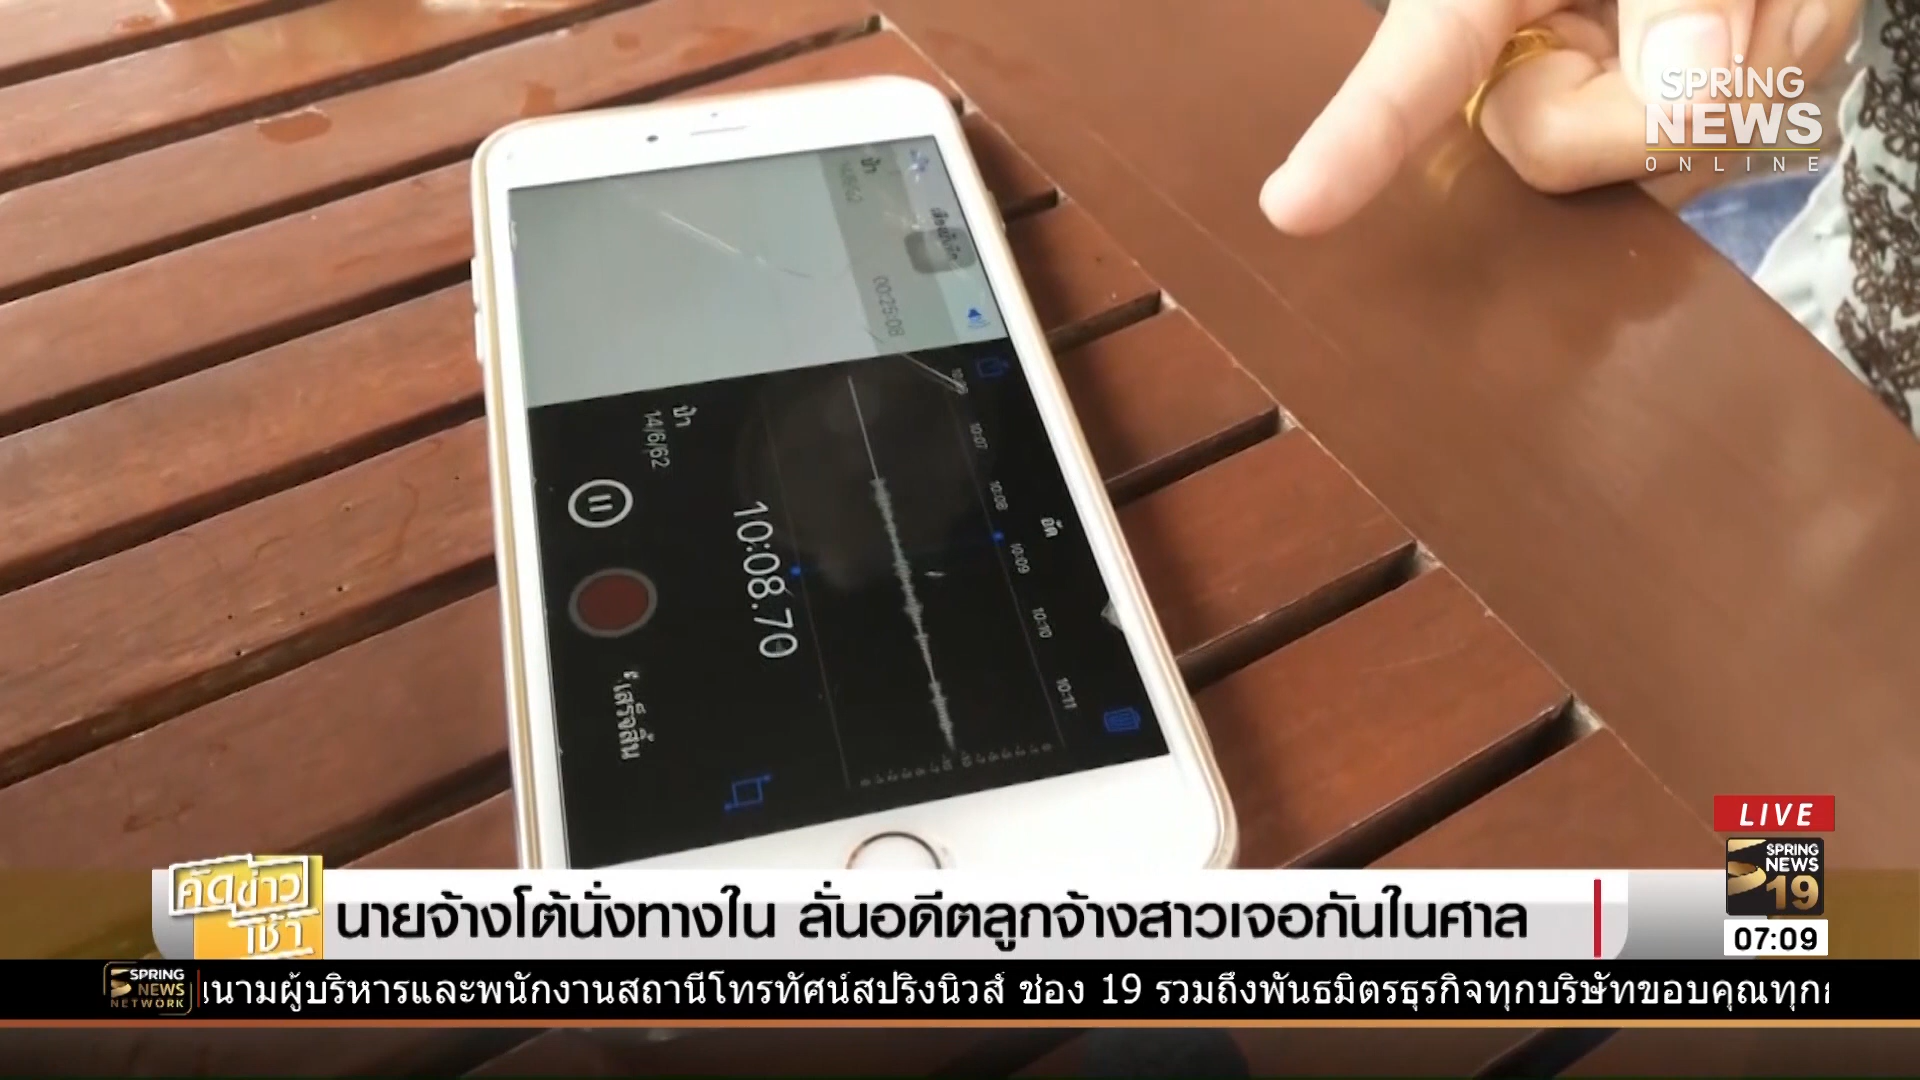 SPRiNG
NEWS
ONLINE
ป้า
00:25:08
10:07
10:08
10:09
10:10
10:11
ป้า
14/6/62
10:08.70
เสร็จสิ้น
LIVE
SPRING
NEWS
19
07:09
คัดข่าว
เช้า
นายจ้างโต้นั่งทางใน ลั่นอดีตลูกจ้างสาวเจอกันในศาล
SPRING
NEWS
NETWORK
นามผู้บริหารและพนักงานสถานีโทรทัศน์สปริงนิวส์ ช่อง 19 รวมถึงพันธมิตรธุรกิจทุกบริษัทขอบคุณทุก